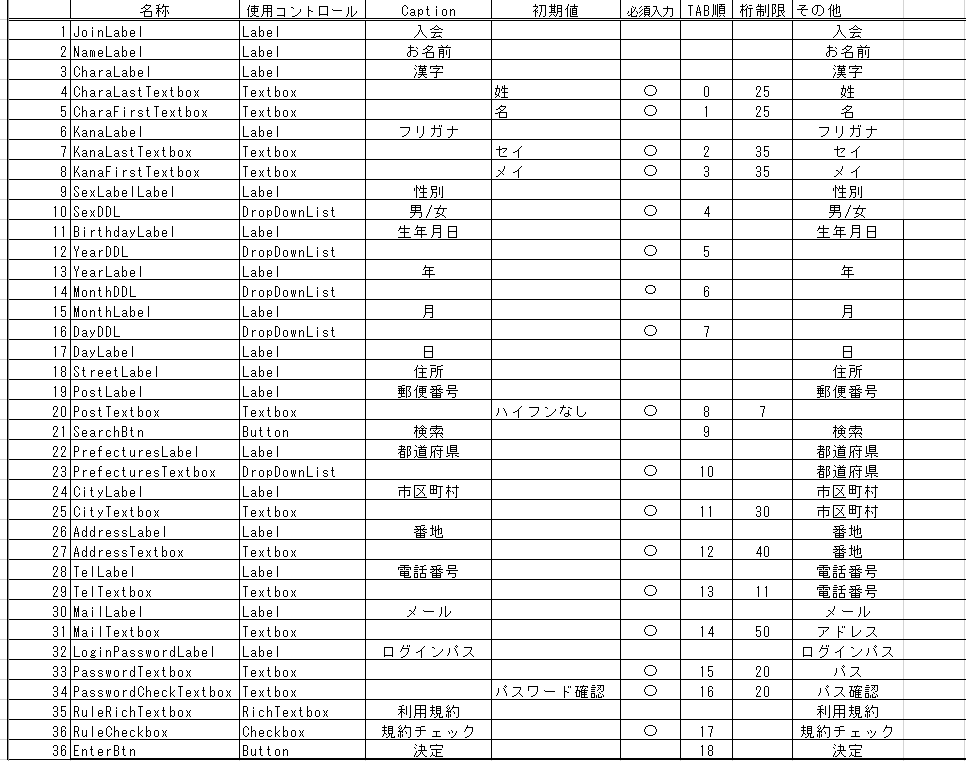 名称 使用コントロール Caption 初期値 必須入力 TAB順 桁制限 その他
1 JoinLabel Label 入会 入会
2 NameLabel Label お名前 お名前
3 CharaLabel Label 漢字 漢字
4 CharaLastTextbox Textbox 姓 ○ 0 25 姓
5 CharaFirstTextbox Textbox 名 ○ 1 25 名
6 KanaLabel Label フリガナ フリガナ
7 KanaLastTextbox Textbox セイ ○ 2 35 セイ
8 KanaFirstTextbox Textbox メイ ○ 3 35 メイ
9 SexLabelLabel Label 性別 性別
10 SexDDL DropDownList 男/女 ○ 4 男/女
11 BirthdayLabel Label 生年月日 生年月日
12 YearDDL DropDownList ○ 5
13 YearLabel Label 年 年
14 MonthDDL DropDownList ○ 6
15 MonthLabel Label 月 月
16 DayDDL DropDownList ○ 7
17 DayLabel Label 日 日
18 StreetLabel Label 住所 住所
19 PostLabel Label 郵便番号 郵便番号
20 PostTextbox Textbox ハイフンなし ○ 8 7
21 SearchBtn Button 検索 9 検索
22 PrefecturesLabel Label 都道府県 都道府県
23 PrefecturesTextbox DropDownList ○ 10 都道府県
24 CityLabel Label 市区町村 市区町村
25 CityTextbox Textbox ○ 11 30 市区町村
26 AddressLabel Label 番地 番地
27 AddressTextbox Textbox ○ 12 40 番地
28 TelLabel Label 電話番号 電話番号
29 TelTextbox Textbox ○ 13 11 電話番号
30 MailLabel Label メール メール
31 MailTextbox Textbox ○ 14 50 アドレス
32 LoginPasswordLabel Label ログインパス ログインパス
33 PasswordTextbox Textbox ○ 15 20 パス
34 PasswordCheckTextbox Textbox パスワード確認 ○ 16 20 パス確認
35 RuleRichTextbox RichTextbox 利用規約 利用規約
36 RuleCheckbox Checkbox 規約チェック ○ 17 規約チェック
36 EnterBtn Button 決定 18 決定